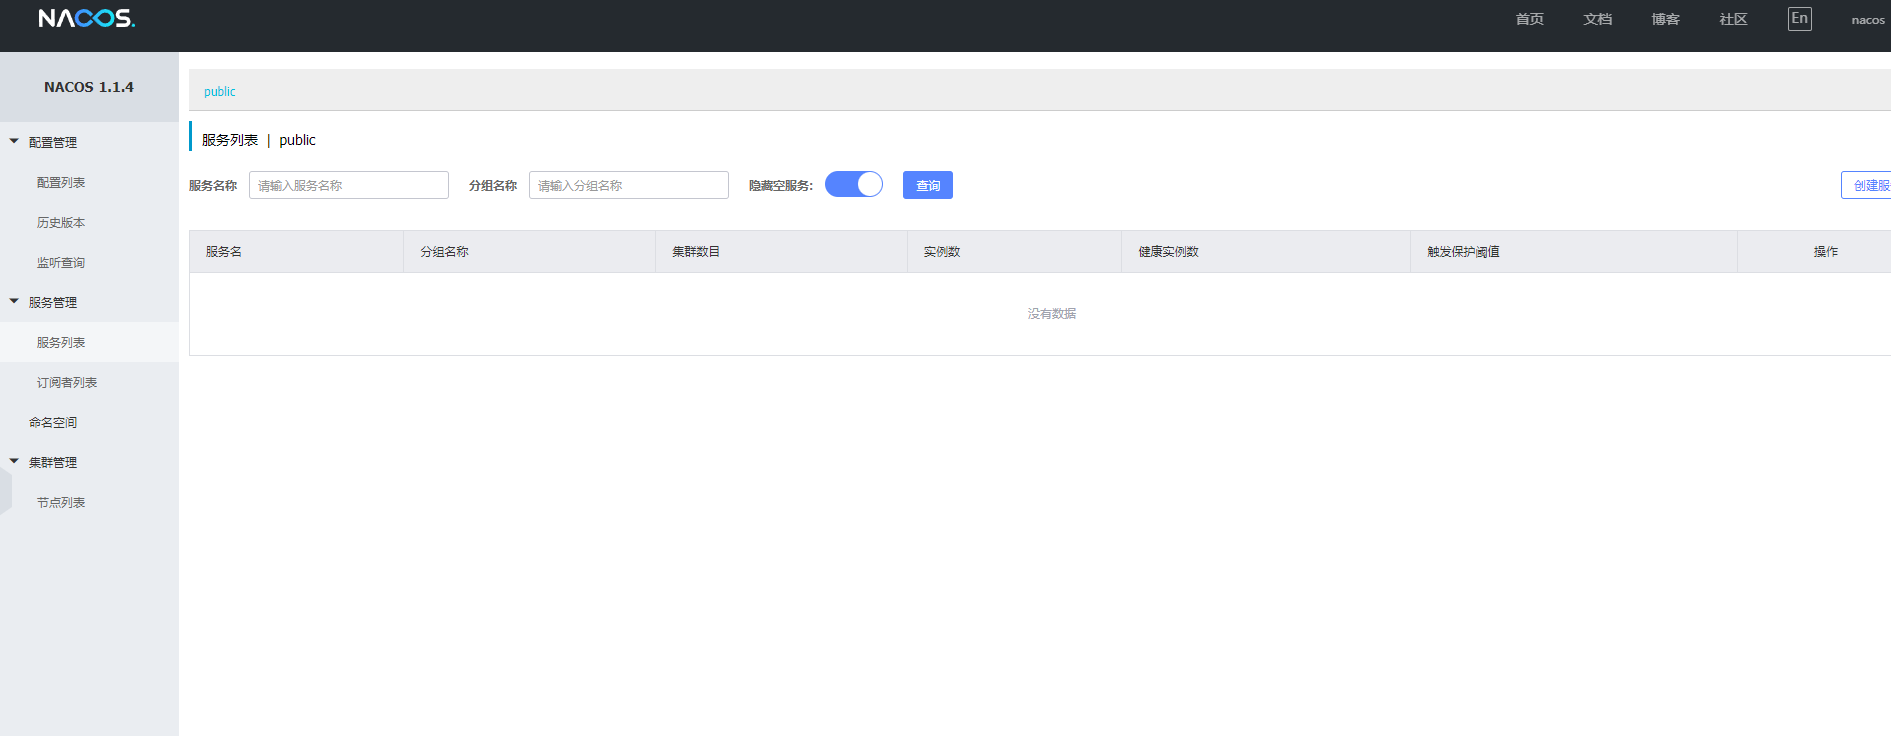 NACOS.
首页 文档 博客 社区 En nacos
NACOS 1.1.4
配置管理
配置列表
历史版本
监听查询
服务管理
服务列表
订阅者列表
命名空间
集群管理
节点列表
public
服务列表 | public
服务名称 请输入服务名称 分组名称 请输入分组名称 隐藏空服务: 查询 创建服
服务名 分组名称 集群数目 实例数 健康实例数 触发保护阈值 操作
没有数据